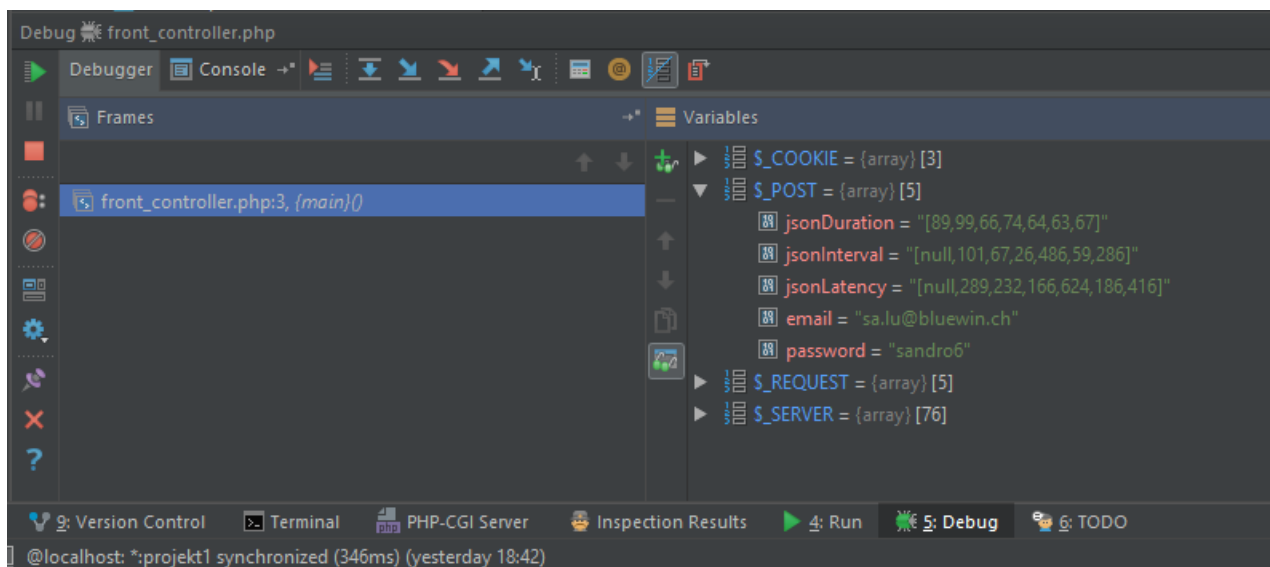 Debug front_controller.php
Debugger Console
Frames
Variables
front_controller.php:3, {main}()
$_COOKIE = {array} [3]
$_POST = {array} [5]
jsonDuration = "[89,99,66,74,64,63,67]"
jsonInterval = "[null,101,67,26,486,59,286]"
jsonLatency = "[null,289,232,166,624,186,416]"
email = "sa.lu@bluewin.ch"
password = "sandro6"
$_REQUEST = {array} [5]
$_SERVER = {array} [76]
9: Version Control Terminal PHP-CGI Server Inspection Results 4: Run 5: Debug 6: TODO
@localhost: *:projekt1 synchronized (346ms) (yesterday 18:42)